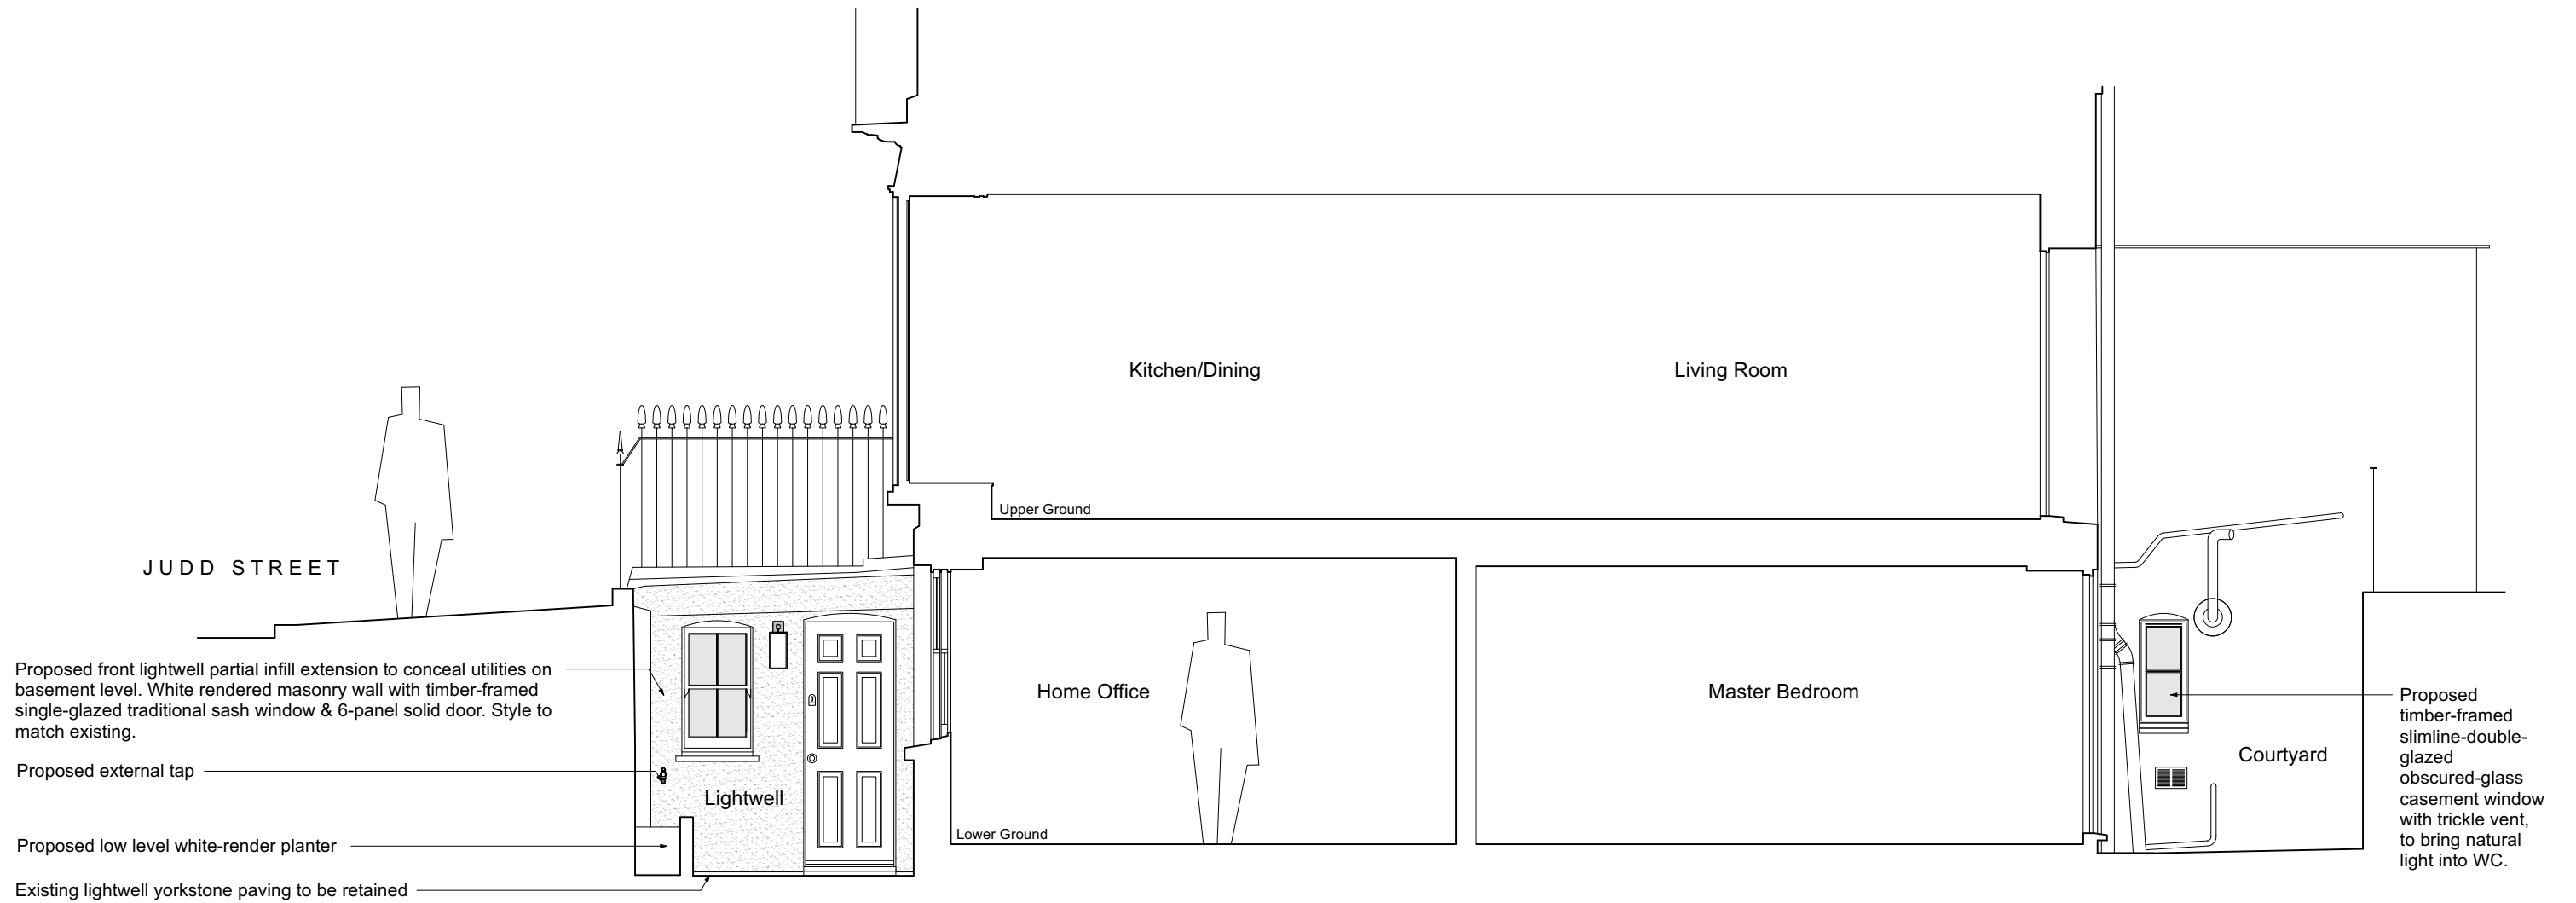 Kitchen/Dining
Living Room
Upper Ground
JUDD STREET
Proposed front lightwell partial infill extension to conceal utilities on
basement level. White rendered masonry wall with timber-framed
single-glazed traditional sash window & 6-panel solid door. Style to
match existing.
Proposed external tap
Proposed low level white-render planter
Existing lightwell yorkstone paving to be retained
Lightwell
Home Office
Lower Ground
Master Bedroom
Courtyard
Proposed
timber-framed
slimline-double-
glazed
obscured-glass
casement window
with trickle vent,
to bring natural
light into WC.